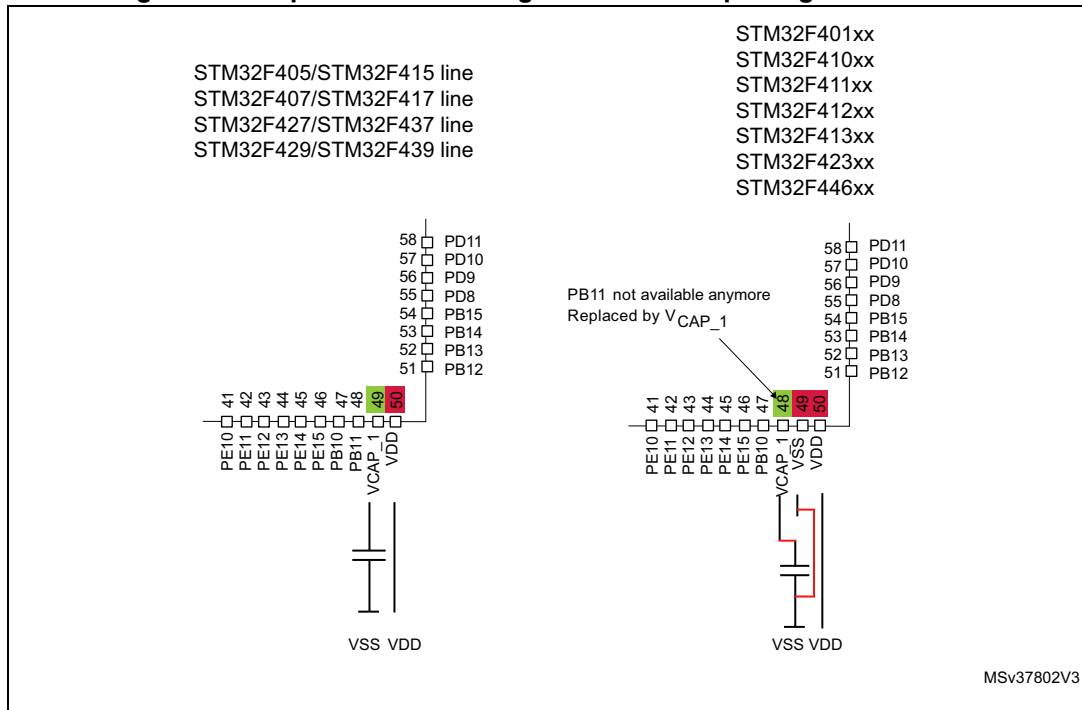 STM32F405/STM32F415 line
STM32F407/STM32F417 line
STM32F427/STM32F437 line
STM32F429/STM32F439 line
58 PD11
57 PD10
56 PD9
55 PD8
54 PB15
53 PB14
52 PB13
51 PB12
41 42 43 44 45 46 47 48 49 50
PE10 PE11 PE12 PE13 PE14 PE15 PB10 PB11 VCAP_1 VDD
VSS VDD
STM32F401xx
STM32F410xx
STM32F411xx
STM32F412xx
STM32F413xx
STM32F423xx
STM32F446xx
PB11 not available anymore
Replaced by VCAP_1
58 PD11
57 PD10
56 PD9
55 PD8
54 PB15
53 PB14
52 PB13
51 PB12
41 42 43 44 45 46 47 48 49 50
PE10 PE11 PE12 PE13 PE14 PE15 PB10 VCAP_1 VSS VDD
VSS VDD
MSv37802V3